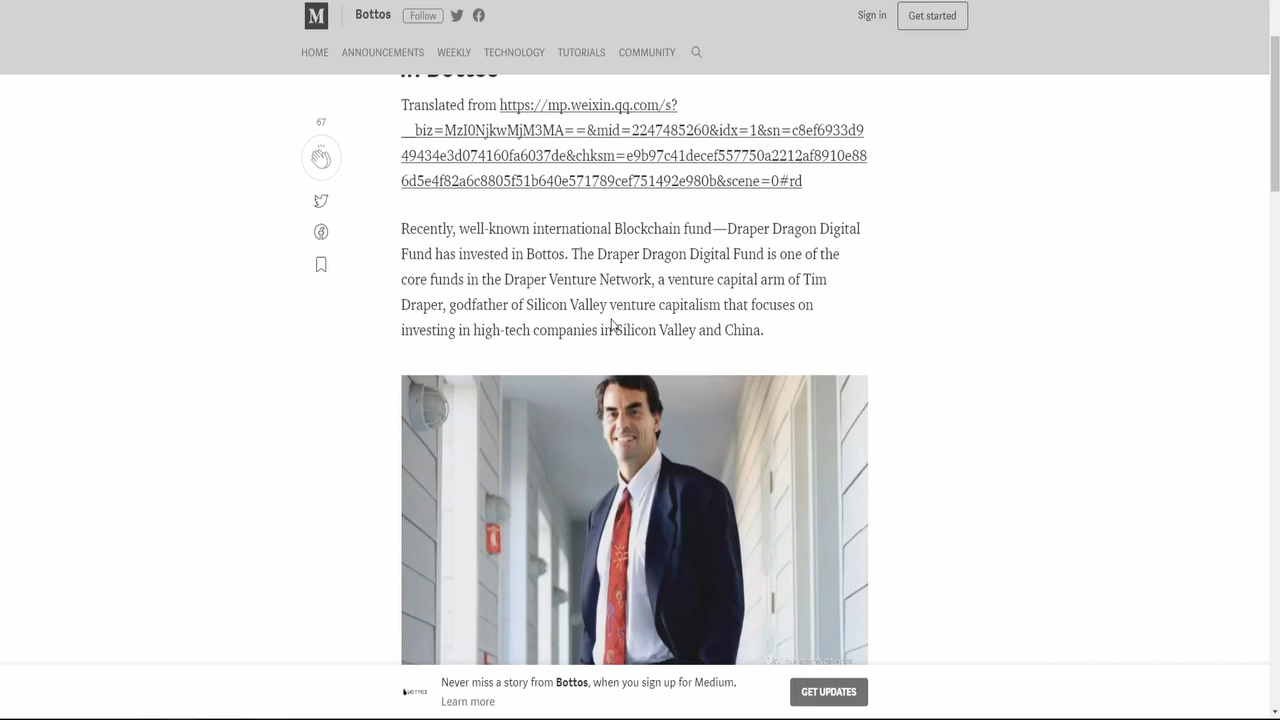 M
Bottos
Follow
Sign in
Get started
HOME
ANNOUNCEMENTS
WEEKLY
TECHNOLOGY
TUTORIALS
COMMUNITY
in Bottos
67
Translated from https://mp.weixin.qq.com/s?
__biz=MzI0NjkwMjM3MA==&mid=2247485260&idx=1&sn=c8ef6933d9
49434e3d074160fa6037de&chksm=e9b97c41decef557750a2212af8910e88
6d5e4f82a6c8805f51b640e571789cef751492e980b&scene=0#rd
Recently, well-known international Blockchain fund—Draper Dragon Digital
Fund has invested in Bottos. The Draper Dragon Digital Fund is one of the
core funds in the Draper Venture Network, a venture capital arm of Tim
Draper, godfather of Silicon Valley venture capitalism that focuses on
investing in high-tech companies in Silicon Valley and China.
Never miss a story from Bottos, when you sign up for Medium.
Learn more
GET UPDATES